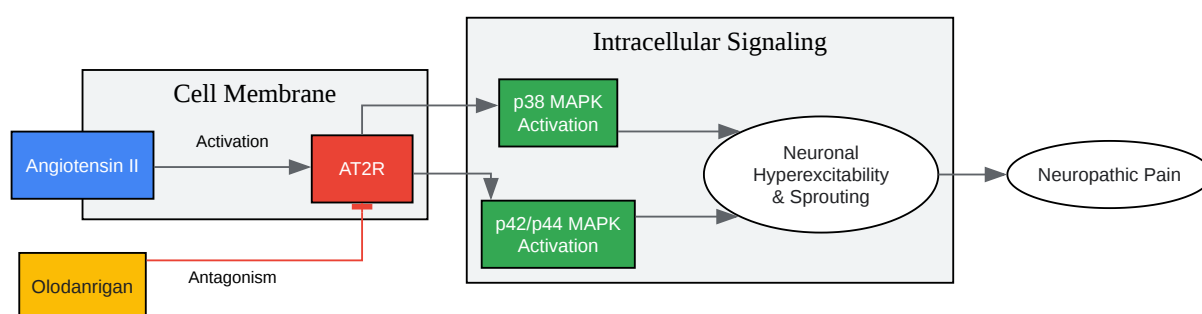 Intracellular Signaling
Cell Membrane
p38 MAPK
Activation
Activation
Angiotensin II
AT2R
Neuronal
Hyperexcitability
& Sprouting
Neuropathic Pain
p42/p44 MAPK
Activation
Olodanrigan
Antagonism